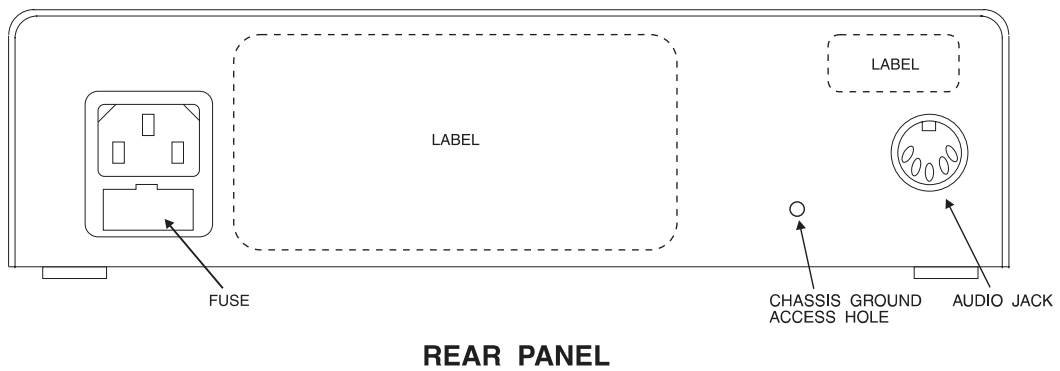 LABEL
LABEL
FUSE
CHASSIS GROUND
ACCESS HOLE
AUDIO JACK
REAR PANEL